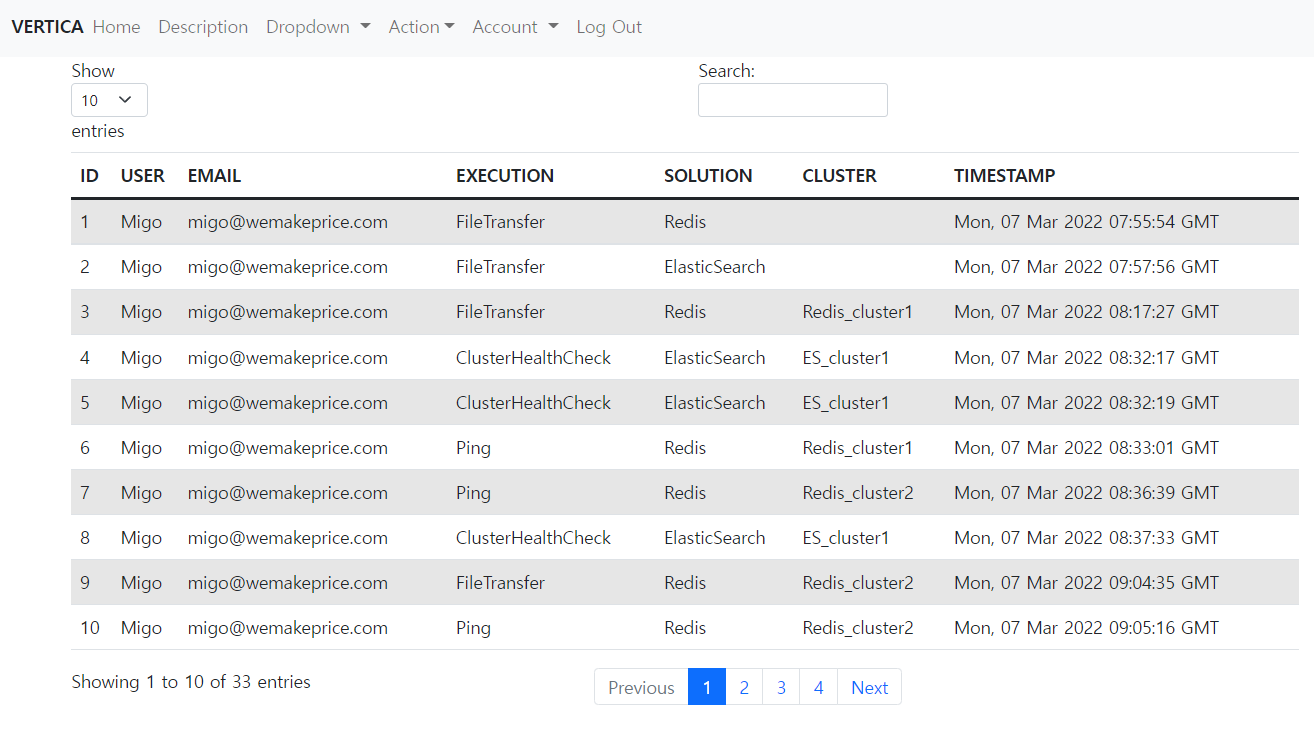 VERTICA Home Description Dropdown Action Account Log Out
Show
10
entries
Search:
ID USER EMAIL EXECUTION SOLUTION CLUSTER TIMESTAMP
1 Migo migo@wemakeprice.com FileTransfer Redis Mon, 07 Mar 2022 07:55:54 GMT
2 Migo migo@wemakeprice.com FileTransfer ElasticSearch Mon, 07 Mar 2022 07:57:56 GMT
3 Migo migo@wemakeprice.com FileTransfer Redis Redis_cluster1 Mon, 07 Mar 2022 08:17:27 GMT
4 Migo migo@wemakeprice.com ClusterHealthCheck ElasticSearch ES_cluster1 Mon, 07 Mar 2022 08:32:17 GMT
5 Migo migo@wemakeprice.com ClusterHealthCheck ElasticSearch ES_cluster1 Mon, 07 Mar 2022 08:32:19 GMT
6 Migo migo@wemakeprice.com Ping Redis Redis_cluster1 Mon, 07 Mar 2022 08:33:01 GMT
7 Migo migo@wemakeprice.com Ping Redis Redis_cluster2 Mon, 07 Mar 2022 08:36:39 GMT
8 Migo migo@wemakeprice.com ClusterHealthCheck ElasticSearch ES_cluster1 Mon, 07 Mar 2022 08:37:33 GMT
9 Migo migo@wemakeprice.com FileTransfer Redis Redis_cluster2 Mon, 07 Mar 2022 09:04:35 GMT
10 Migo migo@wemakeprice.com Ping Redis Redis_cluster2 Mon, 07 Mar 2022 09:05:16 GMT
Showing 1 to 10 of 33 entries
Previous 1 2 3 4 Next